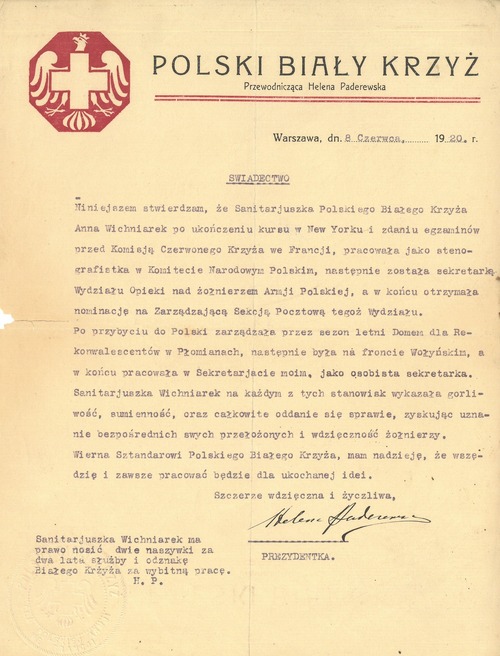 POLSKI BIAŁY KRZYŻ
Przewodnicząca Helena Paderewska
Warszawa, dn. 8 Czerwca, 1920. r.
SWIADECTWO
Niniejszem stwierdzam, że Sanitarjuszka Polskiego Białego Krzyża
Anna Wichniarek po ukończeniu kursu w New Yorku i zdaniu egzaminów
przed Komisją Czerwonego Krzyża we Francji, pracowała jako steno-
grafistka w Komitecie Narodowym Polskim, następnie została sekretarką
Wydziału Opieki nad żołnierzem Armji Polskiej, a w końcu otrzymała
nominację na Zarządzającą Sekcją Pocztową tegoż Wydziału.
Po przybyciu do Polski zarządzała przez sezon letni Domem dla Re-
konwalescentów w Płomianach, następnie była na froncie Wołyńskim, a
w końcu pracowała w Sekretarjacie moim, jako osobista sekretarka.
Sanitarjuszka Wichniarek na każdym z tych stanowisk wykazała gorli-
wość, sumienność, oraz całkowite oddanie się sprawie, zyskując uzna-
nie bezpośrednich swych przełożonych i wdzięczność żołnierzy.
Wierna Sztandarowi Polskiego Białego Krzyża, mam nadzieję, że wszę-
dzię i zawsze pracować będzie dla ukochanej idei.
Szczerze wdzięczna i życzliwa,
Helena Paderewska
PREZYDENTKA.
Sanitarjuszka Wichniarek ma
prawo nosić dwie naszywki za
dwa lata służby i odznakę
Białego Krżyża za wybitną pracę.
H. P.